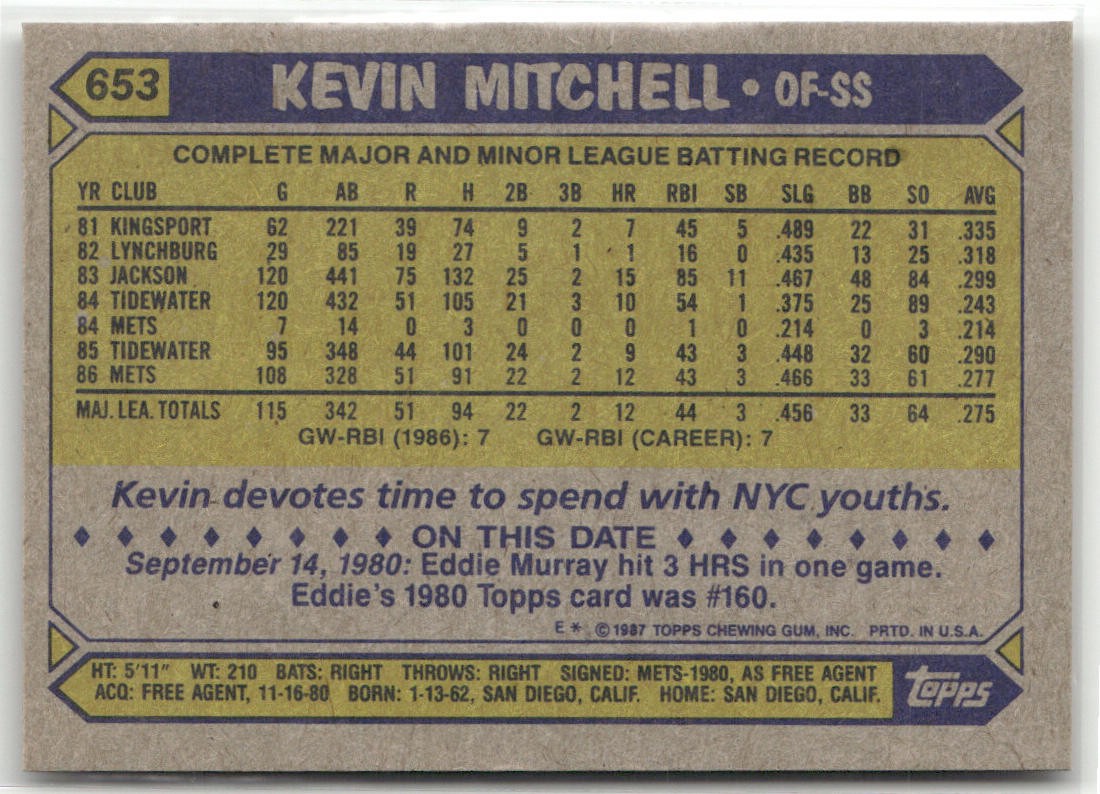 653 KEVIN MITCHELL • OF-SS
COMPLETE MAJOR AND MINOR LEAGUE BATTING RECORD
YR CLUB G AB R H 2B 3B HR RBI SB SLG BB SO AVG
81 KINGSPORT 62 221 39 74 9 2 7 45 5 .489 22 31 .335
82 LYNCHBURG 29 85 19 27 5 1 1 16 0 .435 13 25 .318
83 JACKSON 120 441 75 132 25 2 15 85 11 .467 48 84 .299
84 TIDEWATER 120 432 51 105 21 3 10 54 1 .375 25 89 .243
84 METS 7 14 0 3 0 0 0 1 0 .214 0 3 .214
85 TIDEWATER 95 348 44 101 24 2 9 43 3 .448 32 60 .290
86 METS 108 328 51 91 22 2 12 43 3 .466 33 61 .277
MAJ. LEA. TOTALS 115 342 51 94 22 2 12 44 3 .456 33 64 .275
GW-RBI (1986): 7 GW-RBI (CAREER): 7
Kevin devotes time to spend with NYC youths.
ON THIS DATE
September 14, 1980: Eddie Murray hit 3 HRS in one game.
Eddie's 1980 Topps card was #160.
E * ©1987 TOPPS CHEWING GUM, INC. PRTD. IN U.S.A.
HT: 5'11" WT: 210 BATS: RIGHT THROWS: RIGHT SIGNED: METS-1980, AS FREE AGENT
ACQ: FREE AGENT, 11-16-80 BORN: 1-13-62, SAN DIEGO, CALIF. HOME: SAN DIEGO, CALIF.
topps